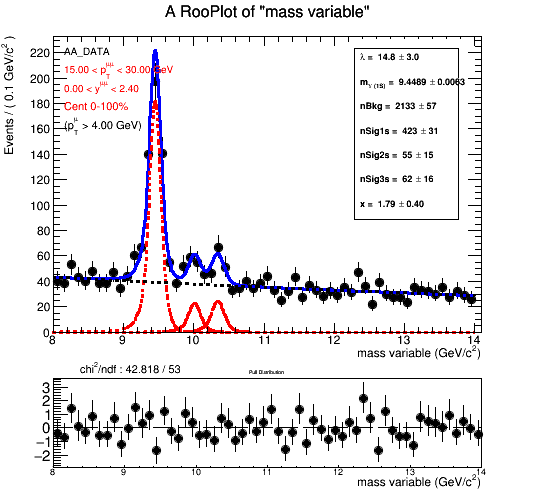 A RooPlot of "mass variable"
Events / ( 0.1 GeV/c² )
220
200
180
160
140
120
100
80
60
40
20
0
AA_DATA
15.00 < p_T^μμ < 30.00 GeV
0.00 < y^μμ < 2.40
Cent 0-100%
(p_T^μ > 4.00 GeV)
λ = 14.8 ± 3.0
m_Υ (1S) = 9.4489 ± 0.0063
nBkg = 2133 ± 57
nSig1s = 423 ± 31
nSig2s = 55 ± 15
nSig3s = 62 ± 16
x = 1.79 ± 0.40
8 9 10 11 12 13 14
mass variable (GeV/c²)
chi²/ndf : 42.818 / 53
Pull Distribution
3
2
1
0
−1
−2
8 9 10 11 12 13 14
mass variable (GeV/c²)